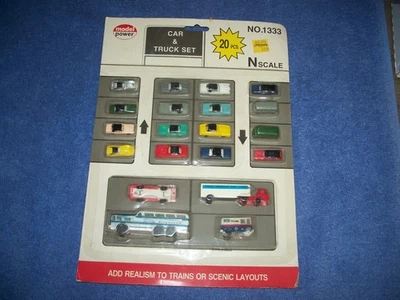 model
power
CAR
&
TRUCK SET
NO.1333
20 PCS.
N SCALE
ADD REALISM TO TRAINS OR SCENIC LAYOUTS